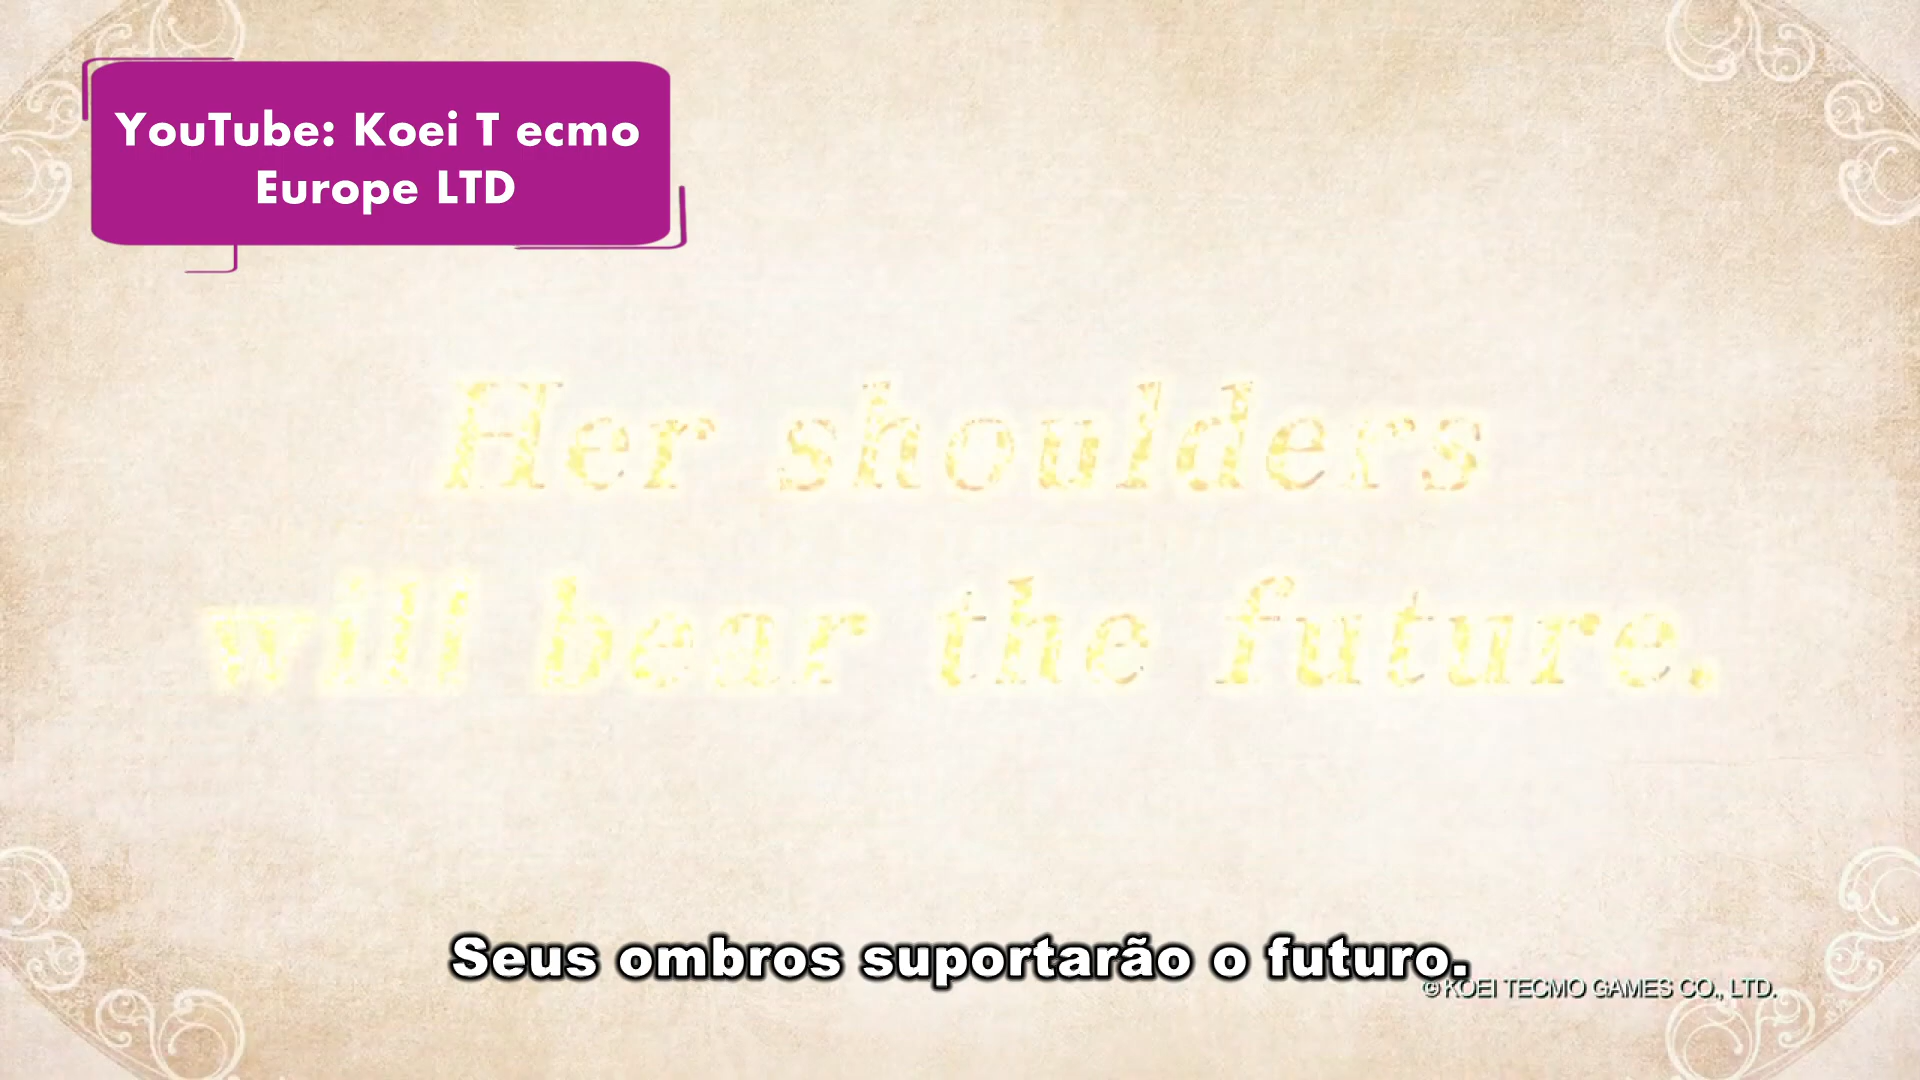 YouTube: Koei T ecmo
Europe LTD
Her shoulders
will bear the future.
Seus ombros suportarão o futuro.
© KOEI TECMO GAMES CO., LTD.